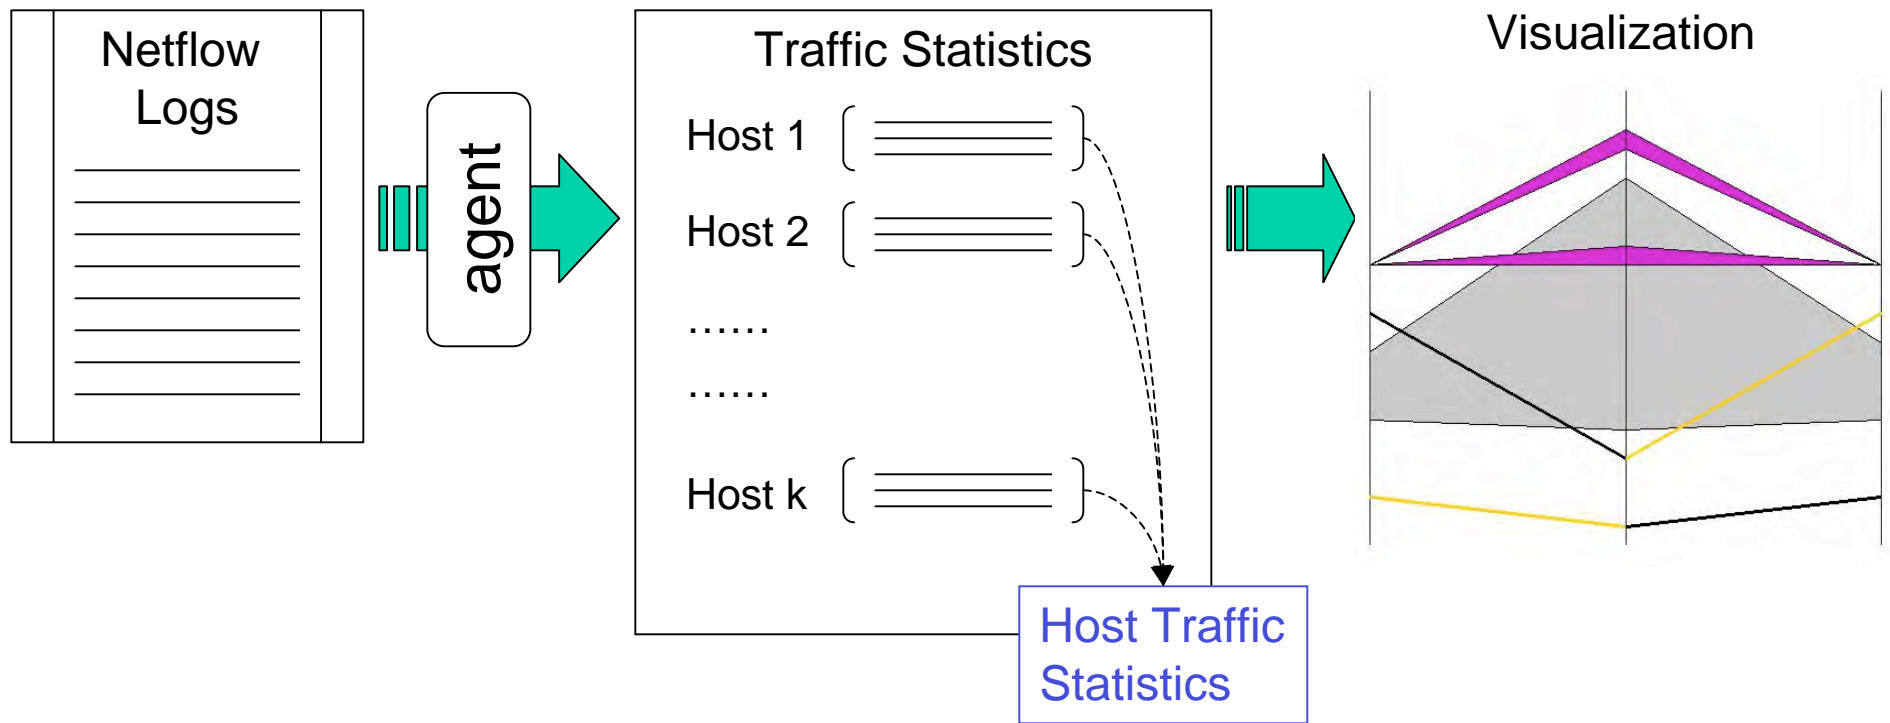 Netflow
Logs
agent
Traffic Statistics
Host 1
Host 2
......
......
Host k
Host Traffic
Statistics
Visualization